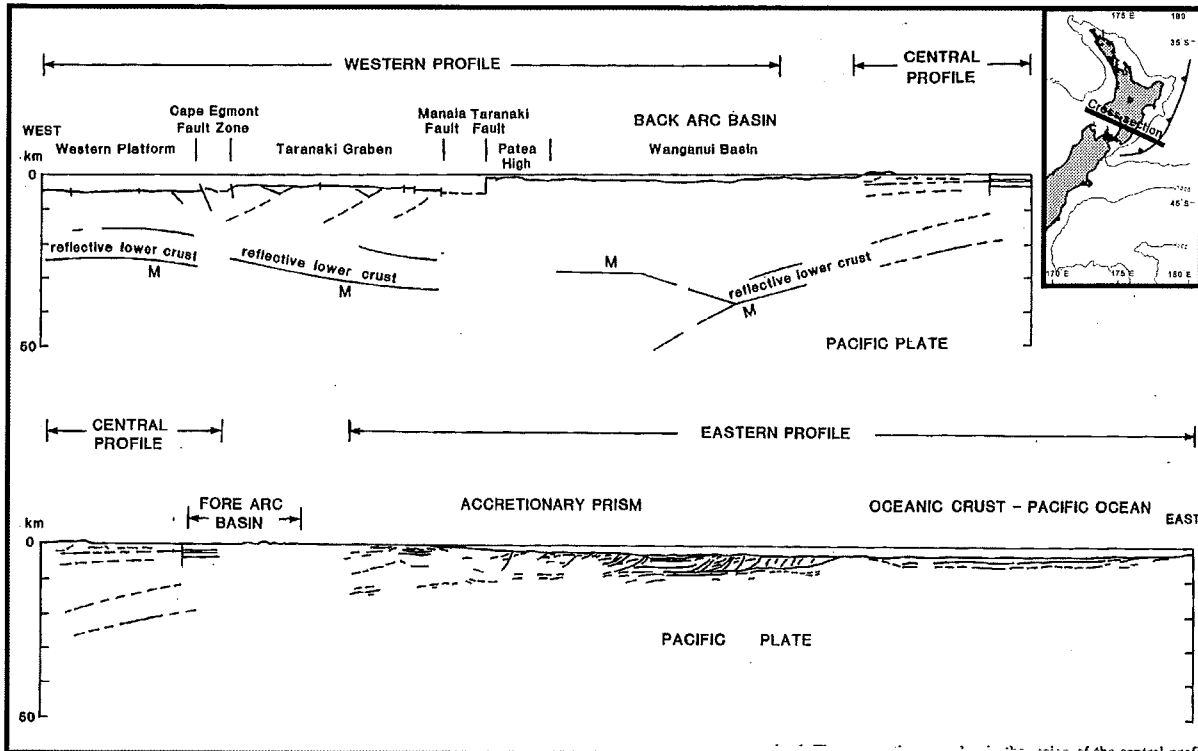 WESTERN PROFILE
CENTRAL
PROFILE
WEST
Cape Egmont
Fault Zone
Manaia
Fault
Taranaki
Fault
BACK ARC BASIN
km
Western Platform
Taranaki Graben
Patea
High
Wanganui Basin
0
reflective lower crust
M
reflective lower crust
M
M
reflective lower crust
M
50
PACIFIC PLATE
175 E
180
35 S
Cross-section
45 S
170 E
175 E
180 E
CENTRAL
PROFILE
EASTERN PROFILE
FORE ARC
BASIN
ACCRETIONARY PRISM
OCEANIC CRUST - PACIFIC OCEAN
EAST
km
0
PACIFIC PLATE
50